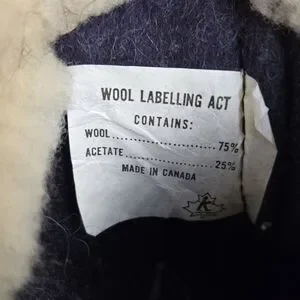 WOOL LABELLING ACT
CONTAINS:
WOOL......................75%
ACETATE..................25%
MADE IN CANADA